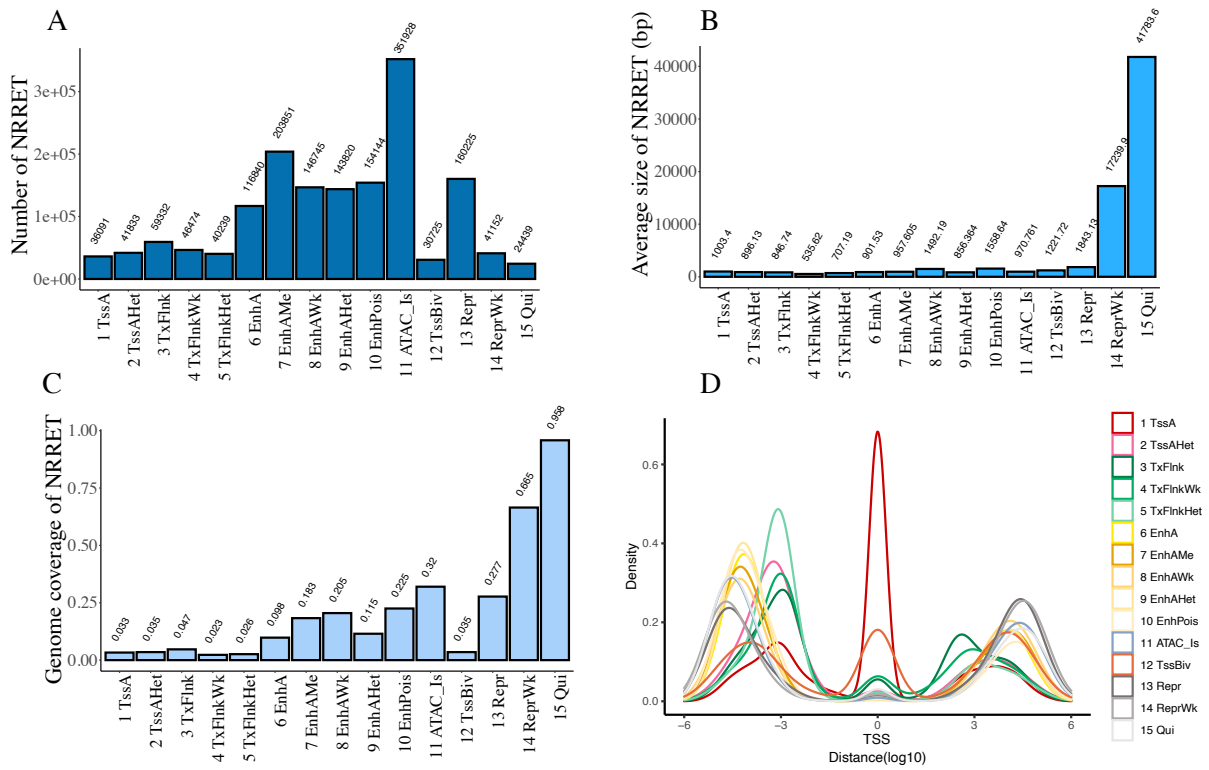 A
Number of NRRET
3e+05
2e+05
1e+05
0e+00
36091
41833
59332
46474
40239
116840
203851
146745
143820
154144
351928
30725
160225
41152
24439
1 TssA
2 TssAHet
3 TxFlnk
4 TxFlnkWk
5 TxFlnkHet
6 EnhA
7 EnhAMe
8 EnhAWk
9 EnhAHet
10 EnhPois
11 ATAC_Is
12 TssBiv
13 Repr
14 ReprWk
15 Qui
B
Average size of NRRET (bp)
40000
30000
20000
10000
0
1003.4
896.13
846.74
535.62
707.19
901.53
957.605
1492.19
856.364
1558.64
970.761
1221.72
1843.13
17239.9
41783.6
1 TssA
2 TssAHet
3 TxFlnk
4 TxFlnkWk
5 TxFlnkHet
6 EnhA
7 EnhAMe
8 EnhAWk
9 EnhAHet
10 EnhPois
11 ATAC_Is
12 TssBiv
13 Repr
14 ReprWk
15 Qui
C
Genome coverage of NRRET
1.00
0.75
0.50
0.25
0.00
0.033
0.035
0.047
0.023
0.026
0.098
0.183
0.205
0.115
0.225
0.32
0.035
0.277
0.665
0.958
1 TssA
2 TssAHet
3 TxFlnk
4 TxFlnkWk
5 TxFlnkHet
6 EnhA
7 EnhAMe
8 EnhAWk
9 EnhAHet
10 EnhPois
11 ATAC_Is
12 TssBiv
13 Repr
14 ReprWk
15 Qui
D
Density
0.6
0.4
0.2
0.0
−6
−3
0
3
6
TSS
Distance(log10)
1 TssA
2 TssAHet
3 TxFlnk
4 TxFlnkWk
5 TxFlnkHet
6 EnhA
7 EnhAMe
8 EnhAWk
9 EnhAHet
10 EnhPois
11 ATAC_Is
12 TssBiv
13 Repr
14 ReprWk
15 Qui